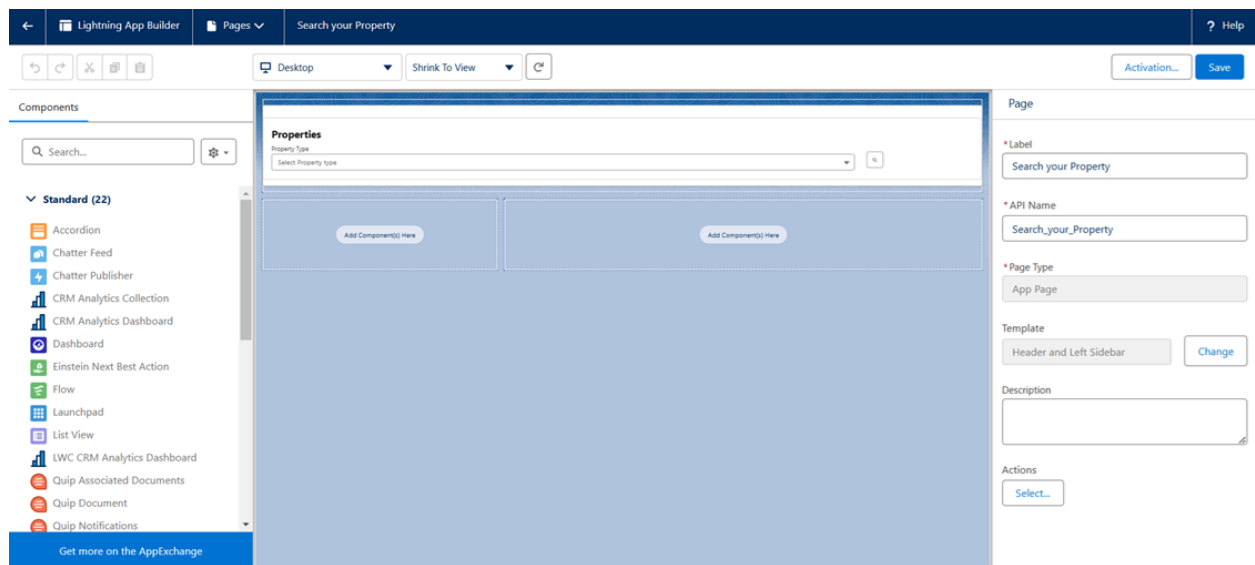 Lightning App Builder
Pages
Search your Property
? Help
Desktop
Shrink To View
Activation...
Save
Components
Search...
Standard (22)
Accordion
Chatter Feed
Chatter Publisher
CRM Analytics Collection
CRM Analytics Dashboard
Dashboard
Einstein Next Best Action
Flow
Launchpad
List View
LWC CRM Analytics Dashboard
Quip Associated Documents
Quip Document
Quip Notifications
Get more on the AppExchange
Properties
Property Type
Select Property type
Add Component(s) Here
Add Component(s) Here
Page
*Label
Search your Property
*API Name
Search_your_Property
*Page Type
App Page
Template
Header and Left Sidebar
Change
Description
Actions
Select...